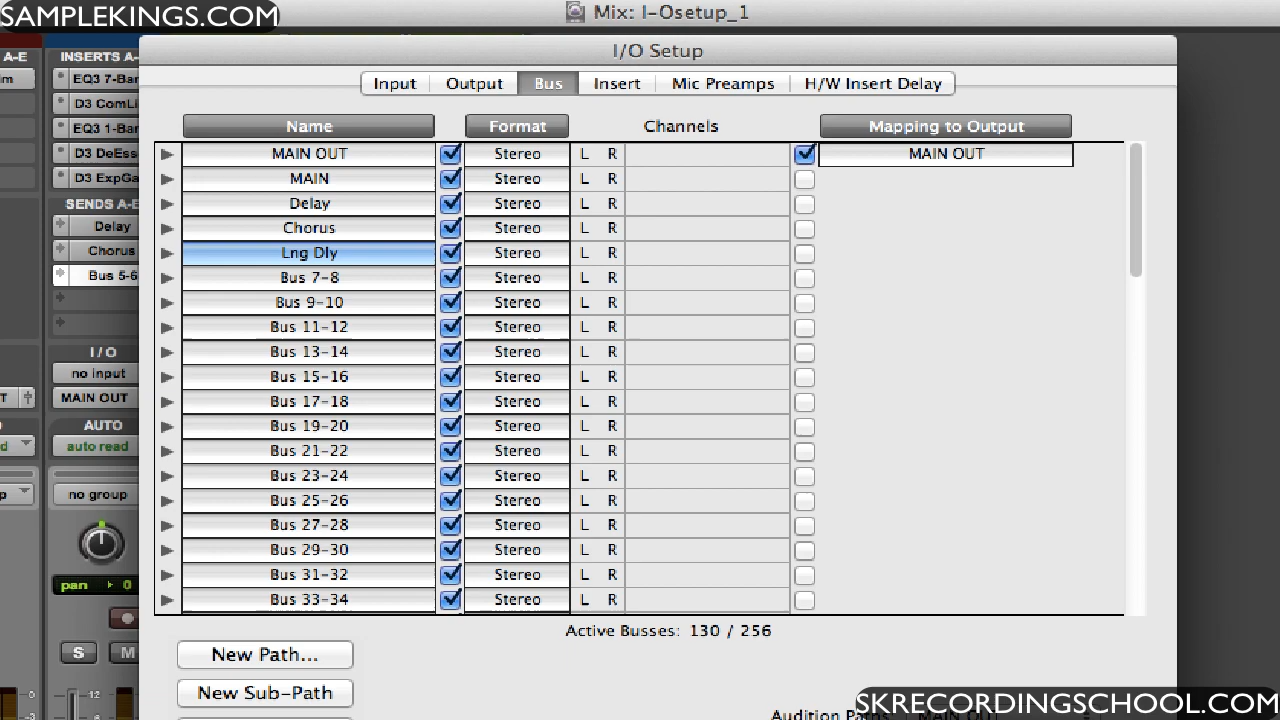 SAMPLEKINGS.COM
Mix: I-Osetup_1
I/O Setup
Input Output Bus Insert Mic Preamps H/W Insert Delay
Name Format Channels Mapping to Output
MAIN OUT Stereo L R MAIN OUT
MAIN Stereo L R
Delay Stereo L R
Chorus Stereo L R
Lng Dly Stereo L R
Bus 7-8 Stereo L R
Bus 9-10 Stereo L R
Bus 11-12 Stereo L R
Bus 13-14 Stereo L R
Bus 15-16 Stereo L R
Bus 17-18 Stereo L R
Bus 19-20 Stereo L R
Bus 21-22 Stereo L R
Bus 23-24 Stereo L R
Bus 25-26 Stereo L R
Bus 27-28 Stereo L R
Bus 29-30 Stereo L R
Bus 31-32 Stereo L R
Bus 33-34 Stereo L R
Active Busses: 130 / 256
New Path...
New Sub-Path
A-E INSERTS A-
EQ3 7-Bar
D3 ComLi
EQ3 1-Bar
D3 DeEss
D3 ExpGa
SENDS A-E
Delay
Chorus
Bus 5-6
I/O
no input
MAIN OUT
AUTO
auto read
no group
pan 0
S M
12
6
Audition Paths: MAIN OUT
SKRECORDINGSCHOOL.COM